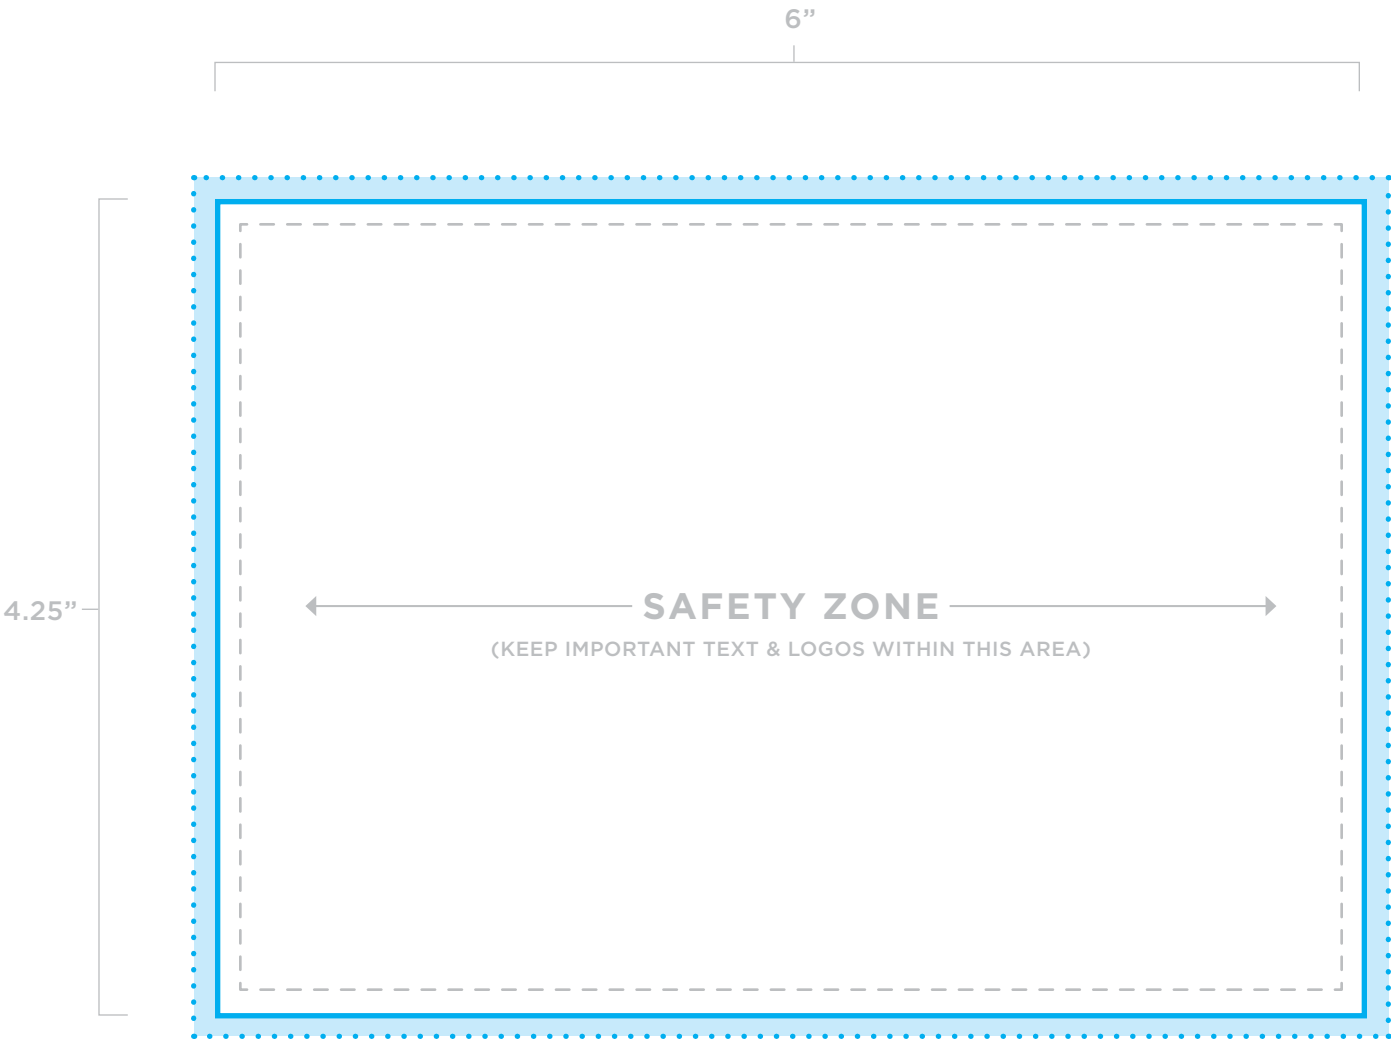 6”
4.25”
SAFETY ZONE
(KEEP IMPORTANT TEXT & LOGOS WITHIN THIS AREA)